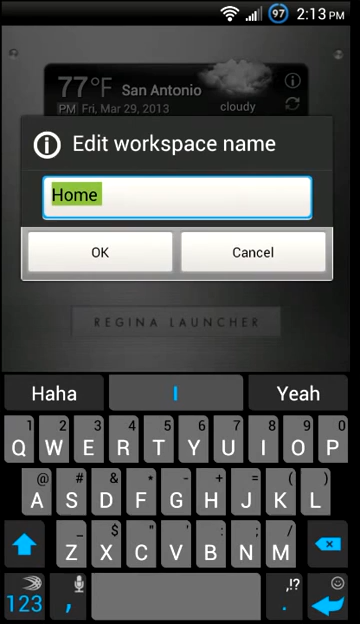 97 2:13 PM
77°F San Antonio
PM Fri, Mar 29, 2013 cloudy
Edit workspace name
Home
OK Cancel
REGINA LAUNCHER
Haha I Yeah
1 2 3 4 5 6 7 8 9 0
Q W E R T Y U I O P
@ # & * - + = ( )
A S D F G H J K L
_ $ " ' : ; /
Z X C V B N M
,!?
123 , .